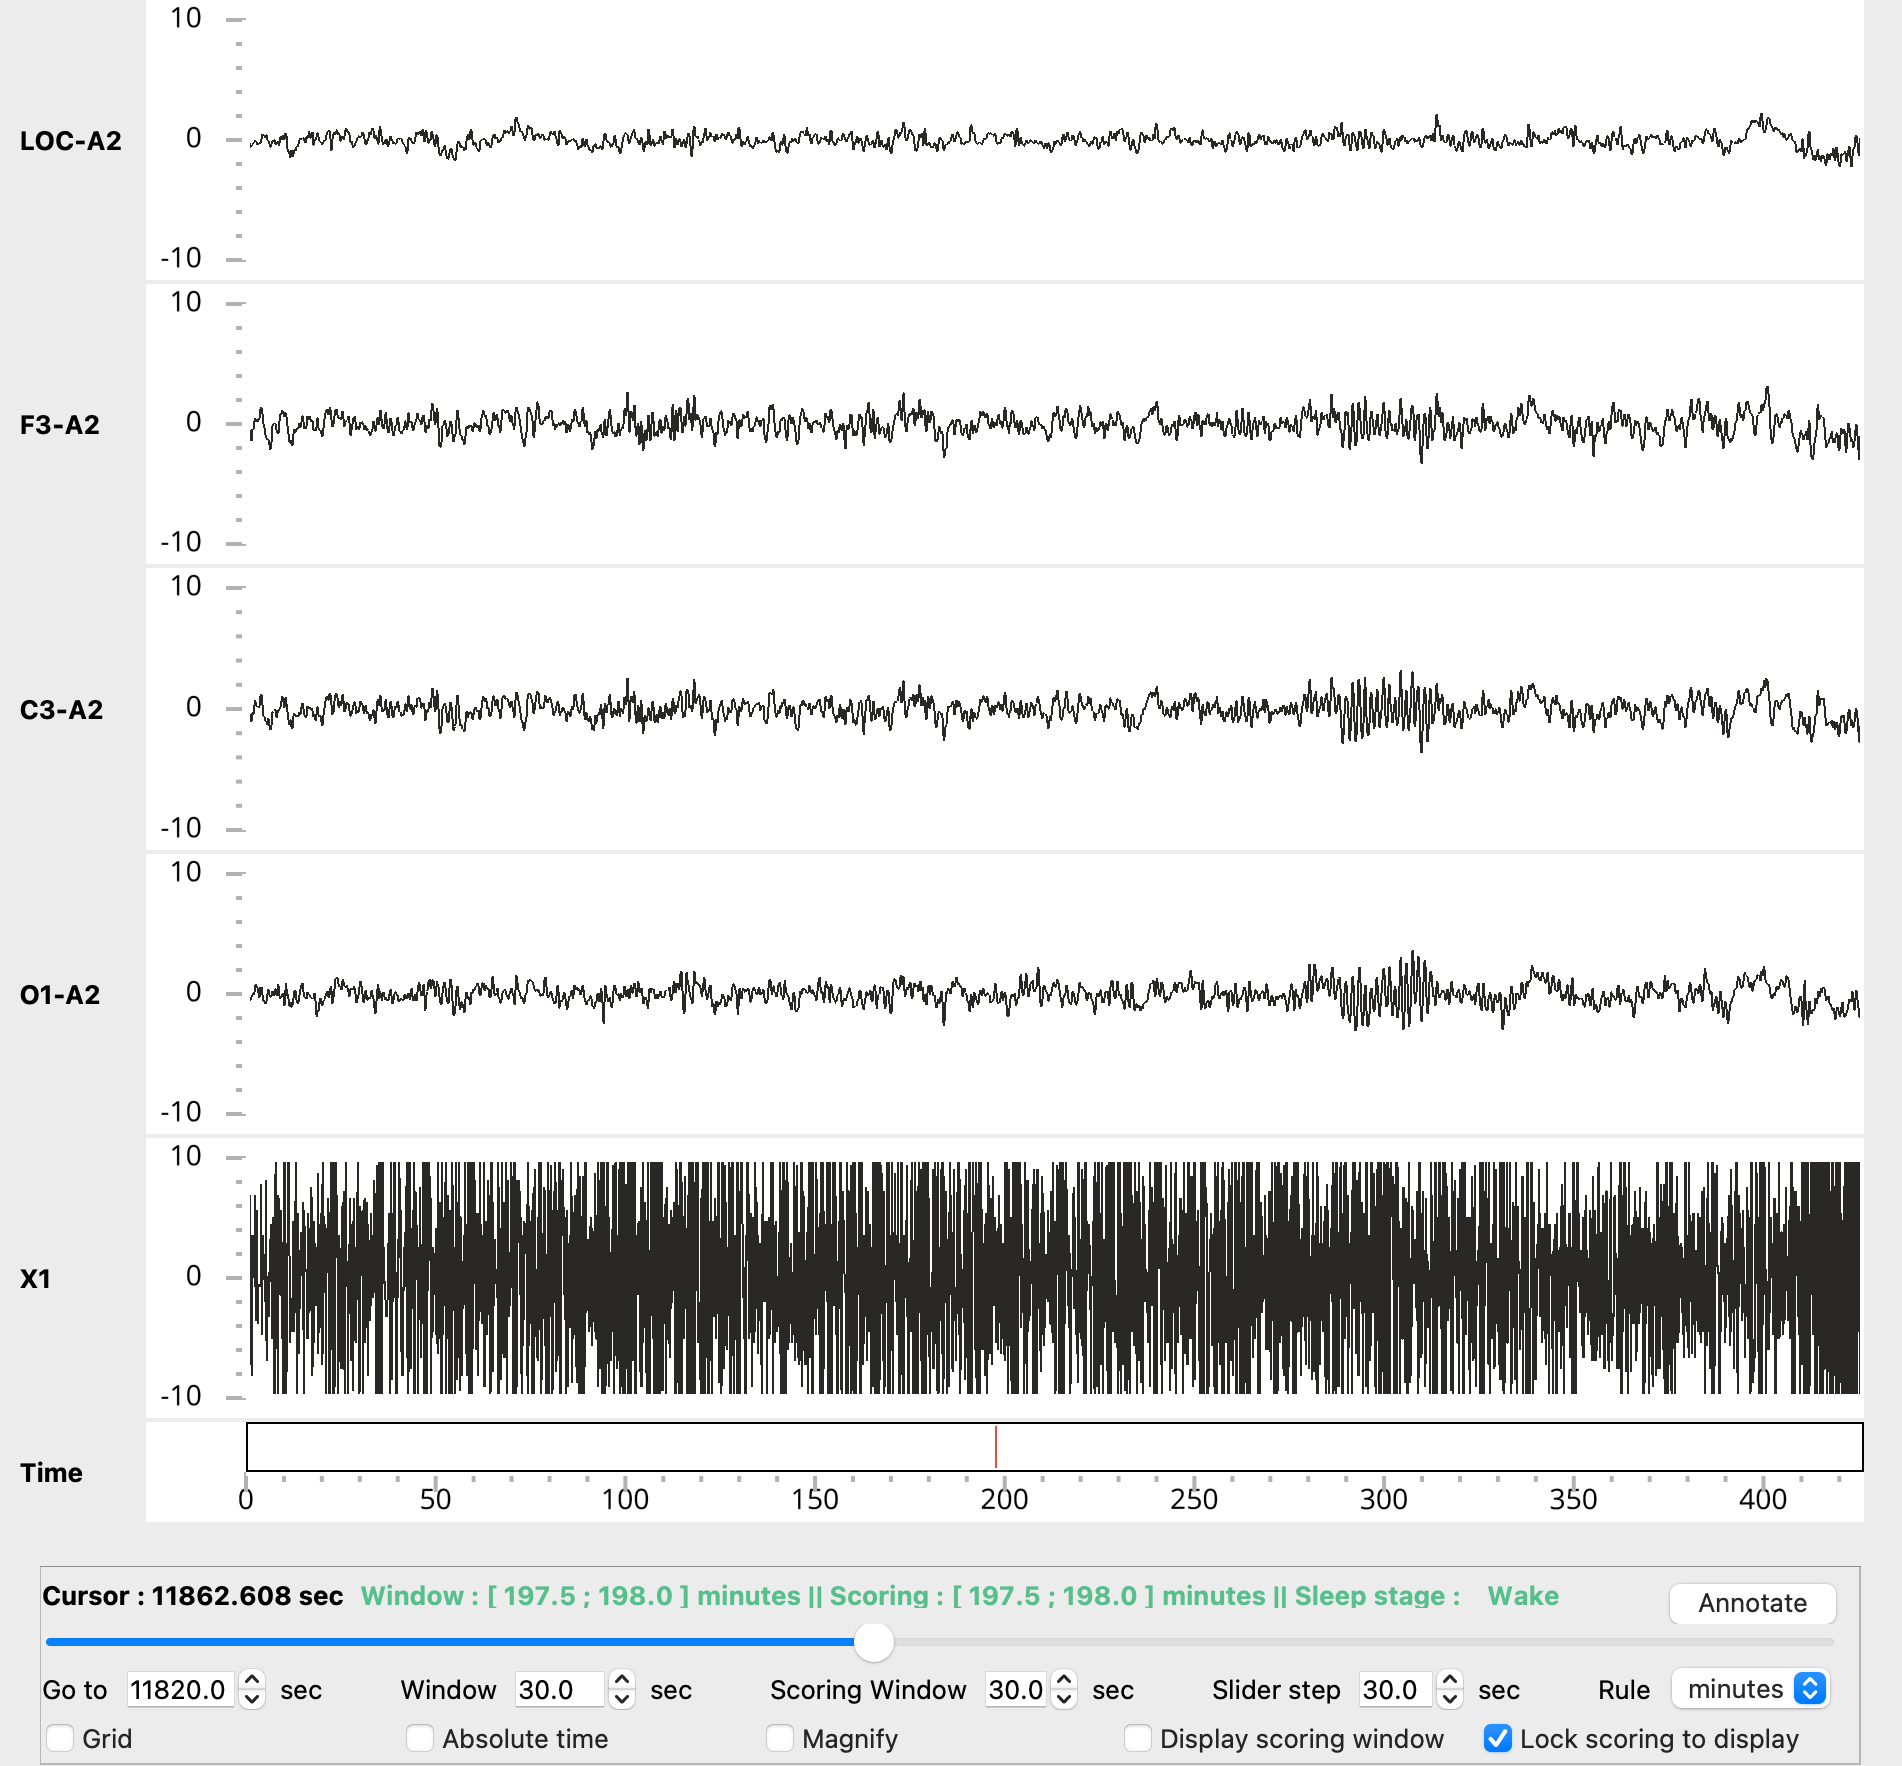 10
LOC-A2
0
-10
10
F3-A2
0
-10
10
C3-A2
0
-10
10
O1-A2
0
-10
10
X1
0
-10
Time
0 50 100 150 200 250 300 350 400
Cursor : 11862.608 sec Window : [ 197.5 ; 198.0 ] minutes || Scoring : [ 197.5 ; 198.0 ] minutes || Sleep stage : Wake
Annotate
Go to 11820.0 sec Window 30.0 sec Scoring Window 30.0 sec Slider step 30.0 sec Rule minutes
Grid Absolute time Magnify Display scoring window Lock scoring to display